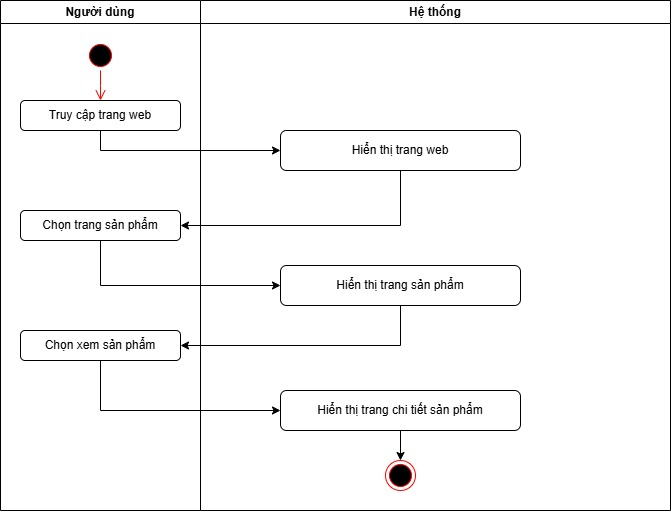 Người dùng
Hệ thống
Truy cập trang web
Hiển thị trang web
Chọn trang sản phẩm
Hiển thị trang sản phẩm
Chọn xem sản phẩm
Hiển thị trang chi tiết sản phẩm